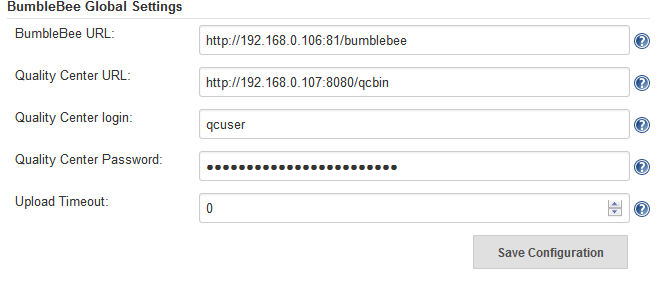 BumbleBee Global Settings
BumbleBee URL: http://192.168.0.106:81/bumblebee
Quality Center URL: http://192.168.0.107:8080/qcbin
Quality Center login: qcuser
Quality Center Password: ••••••••••••••••••••••••
Upload Timeout: 0
Save Configuration